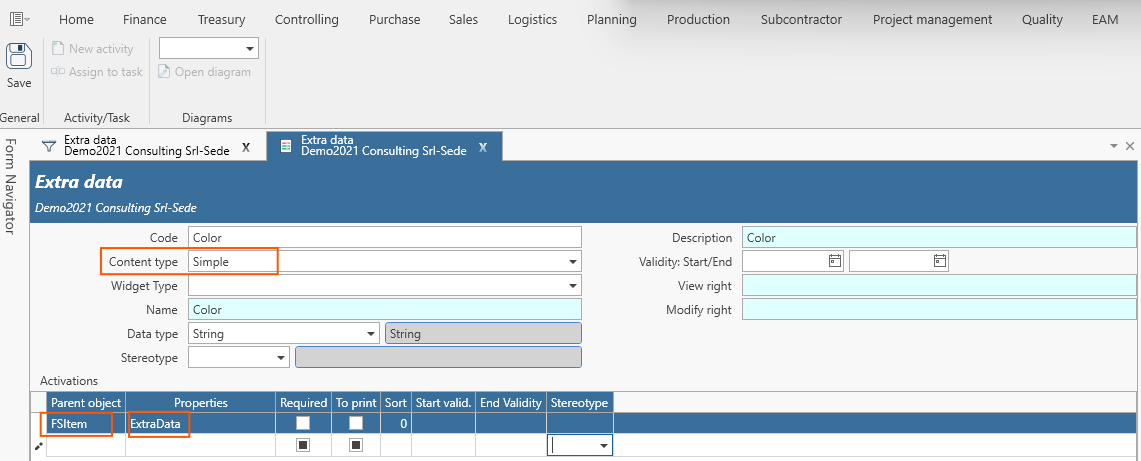 Home Finance Treasury Controlling Purchase Sales Logistics Planning Production Subcontractor Project management Quality EAM
New activity
Save
Assign to task Open diagram
General Activity/Task Diagrams
Form Navigator
Extra data
Demo2021 Consulting Srl-Sede X
Extra data
Demo2021 Consulting Srl-Sede X
Extra data
Demo2021 Consulting Srl-Sede
Code Color Description Color
Content type Simple Validity: Start/End
Widget Type View right
Name Color Modify right
Data type String String
Stereotype
Activations
Parent object Properties Required To print Sort Start valid. End Validity Stereotype
FSItem ExtraData 0